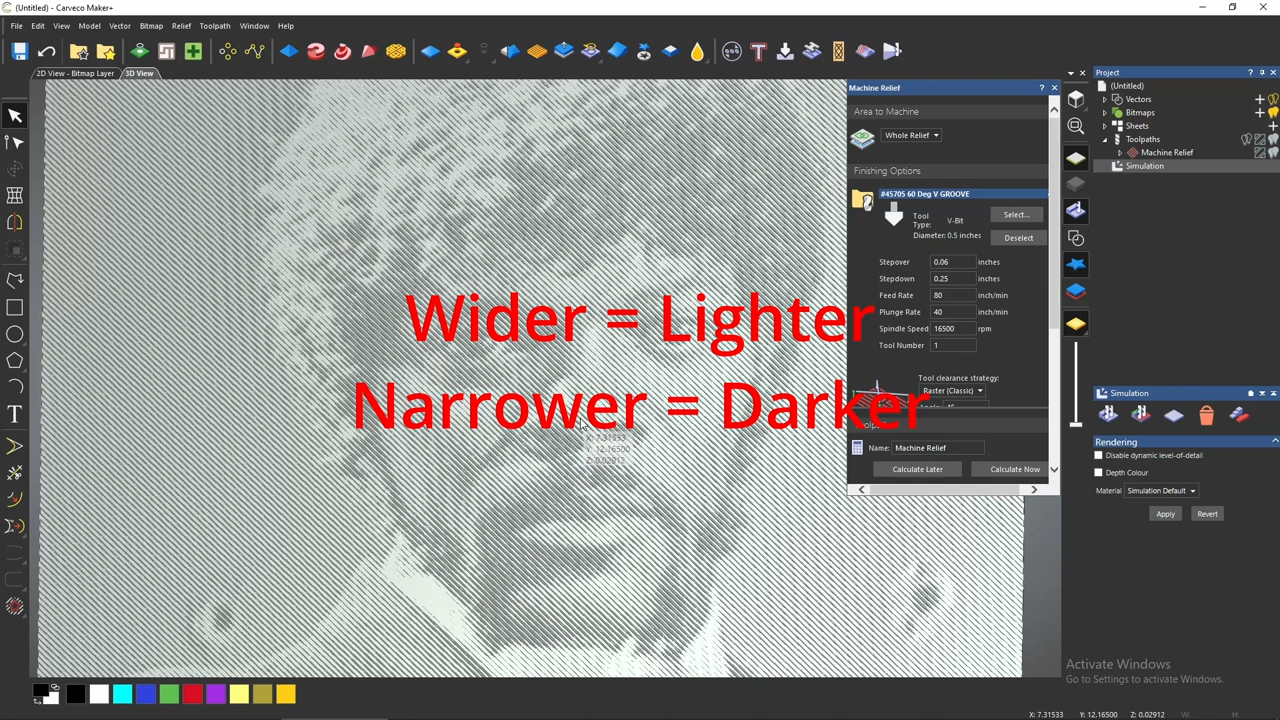 (Untitled) - Carveco Maker+
File Edit View Model Vector Bitmap Relief Toolpath Window Help
2D View - Bitmap Layer 3D View
Machine Relief
Area to Machine
Whole Relief
Finishing Options
#45705 60 Deg V GROOVE
Tool Type: V-Bit
Diameter: 0.5 inches
Select...
Deselect
Stepover 0.06 inches
Stepdown 0.25 inches
Feed Rate 80 inch/min
Plunge Rate 40 inch/min
Spindle Speed 16500 rpm
Tool Number 1
Tool clearance strategy:
Raster (Classic)
Name: Machine Relief
Calculate Later Calculate Now
Wider = Lighter
Narrower = Darker
X: 7.31533
Y: 12.16500
Z: 0.02912
Project
(Untitled)
Vectors
Bitmaps
Sheets
Toolpaths
Machine Relief
Simulation
Simulation
Rendering
Disable dynamic level-of-detail
Depth Colour
Material Simulation Default
Apply Revert
Activate Windows
Go to Settings to activate Windows.
X: 7.31533 Y: 12.16500 Z: 0.02912 W: H: